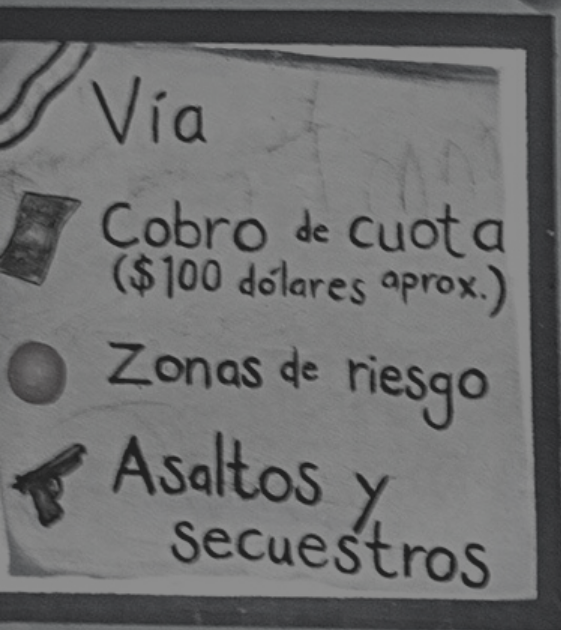 Vía
Cobro de cuota
($100 dólares aprox.)
Zonas de riesgo
Asaltos y
secuestros